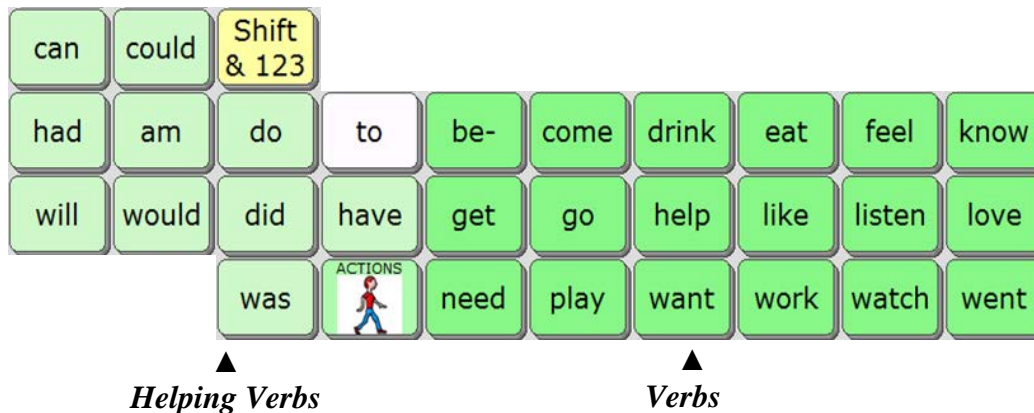 can could Shift & 123
had am do to be- come drink eat feel know
will would did have get go help like listen love
was ACTIONS need play want work watch went
▲ ▲
Helping Verbs Verbs